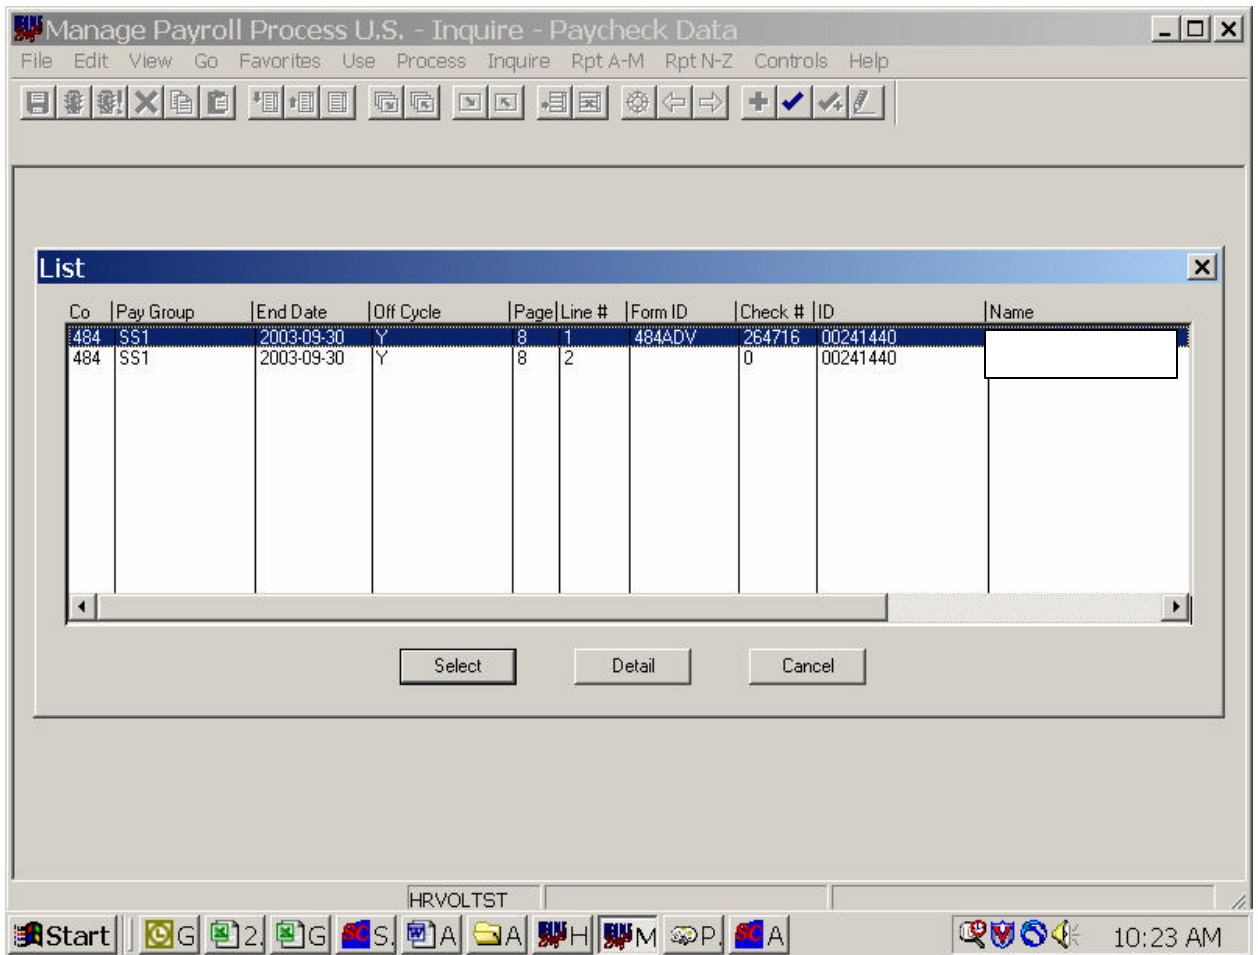 Manage Payroll Process U.S. - Inquire - Paycheck Data
File Edit View Go Favorites Use Process Inquire Rpt A-M Rpt N-Z Controls Help
List
Co Pay Group End Date Off Cycle Page Line # Form ID Check # ID Name
484 SS1 2003-09-30 Y 8 1 484ADV 264716 00241440
484 SS1 2003-09-30 Y 8 2 0 00241440
Select Detail Cancel
HRVOLTST
Start G 2. G S. A A H M P. A 10:23 AM